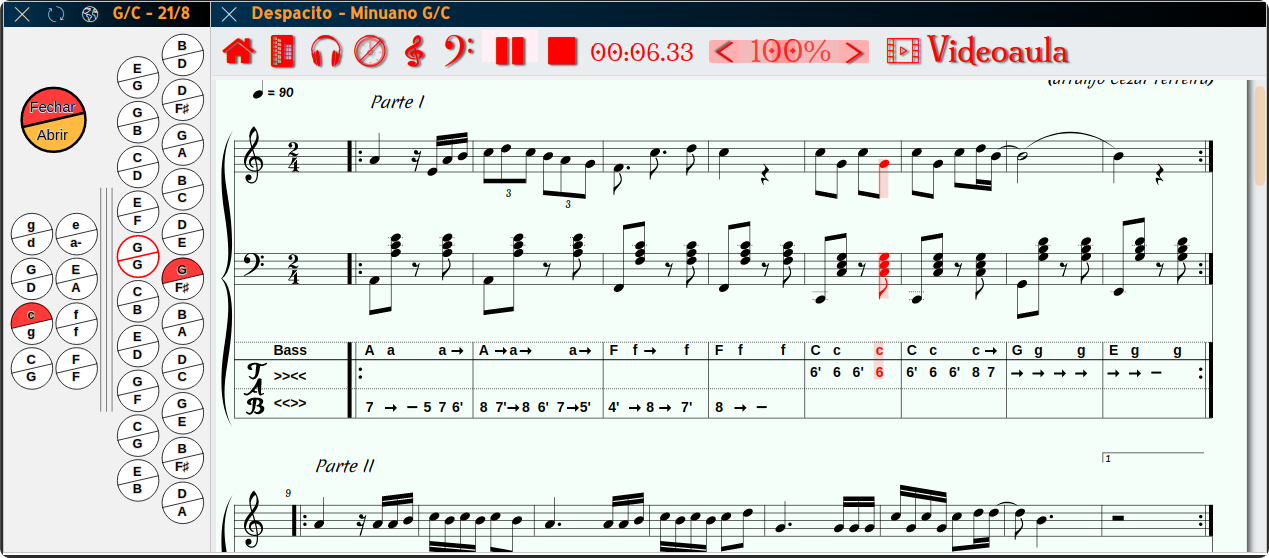 G/C - 21/8
Despacito - Minuano G/C
00:06.33
< 100% >
Videoaula
(arranjo Cezar Ferreira)
= 90
Parte I
Fechar
Abrir
B
D
E
G
D
F♯
G
B
G
A
C
D
B
C
E
F
D
E
G
G
G
F♯
C
B
B
A
E
D
D
C
G
F
G
E
C
G
B
F♯
E
B
D
A
g
d
e
a-
G
D
E
A
c
g
f
f
C
G
F
F
2
4
3
3
2
4
Bass
A a a → A → a → a → F f → f F f f C c c C c c → G g g E g g
T
A
B
>><<
6' 6 6' 6 6' 6 6' 8 7 → → → → → → –
<<>>
7 → – 5 7 6' 8 7' → 8 6' 7 → 5' 4' → 8 → 7' 8 → –
Parte II
1
9